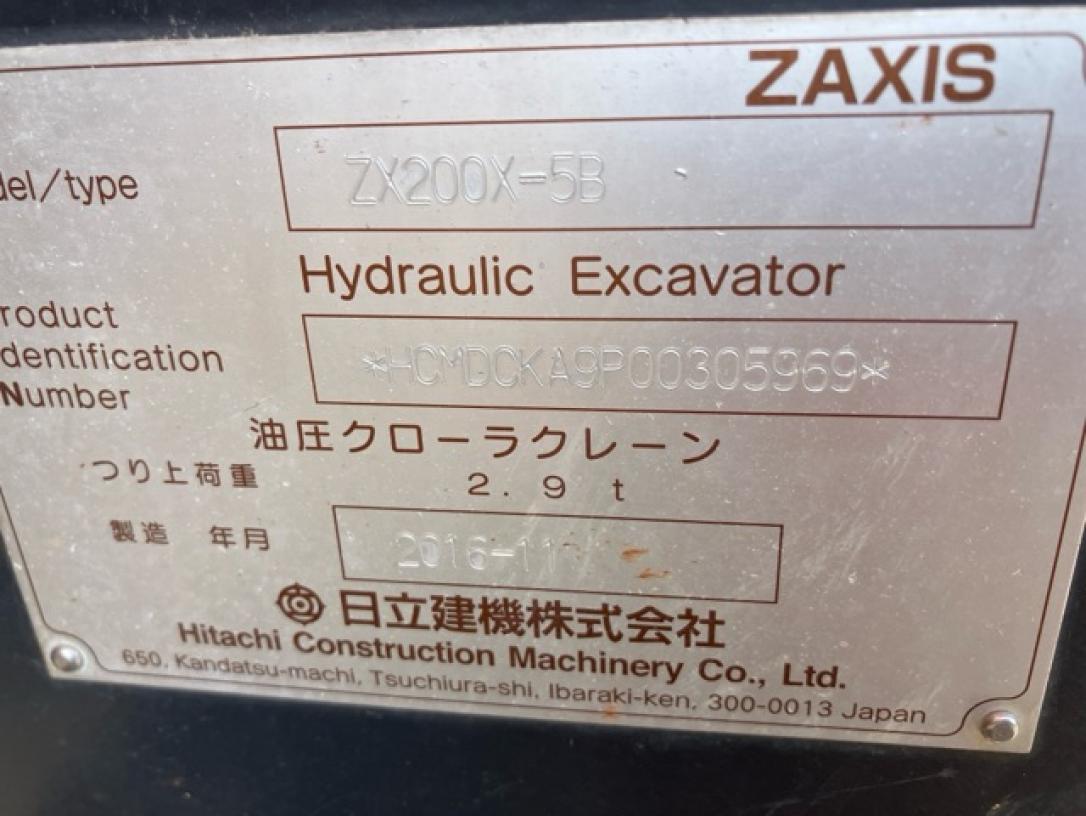 ZAXIS
del/type ZX200X-5B
Hydraulic Excavator
roduct
dentification
Number
*HCMDCKA9P00305969*
油圧クローラクレーン
つり上荷重 2.9 t
製造 年月 2016-11
日立建機株式会社
Hitachi Construction Machinery Co., Ltd.
650, Kandatsu-machi, Tsuchiura-shi, Ibaraki-ken, 300-0013 Japan